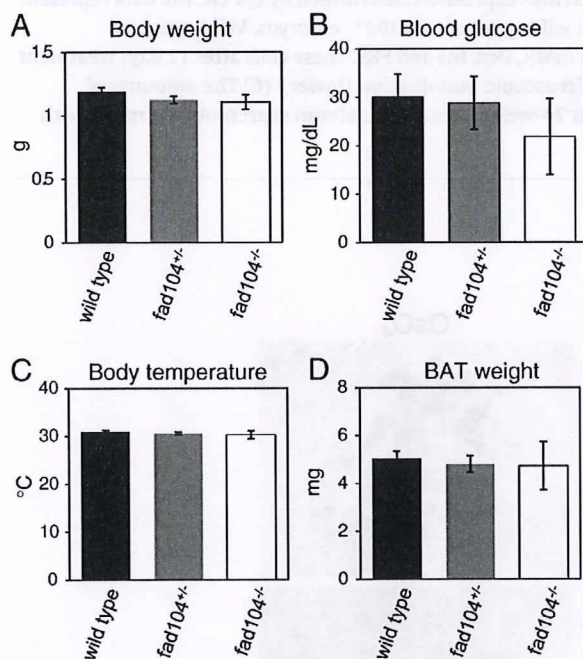 A Body weight
1.5
1
0.5
0
g
wild type
fad104+/-
fad104-/-
B Blood glucose
40
30
20
0
mg/dl
wild type
fad104+/-
fad104-/-
C Body temperature
40
30
20
10
0
°C
wild type
fad104+/-
fad104-/-
D BAT weight
8
6
4
2
0
mg
wild type
fad104+/-
fad104-/-